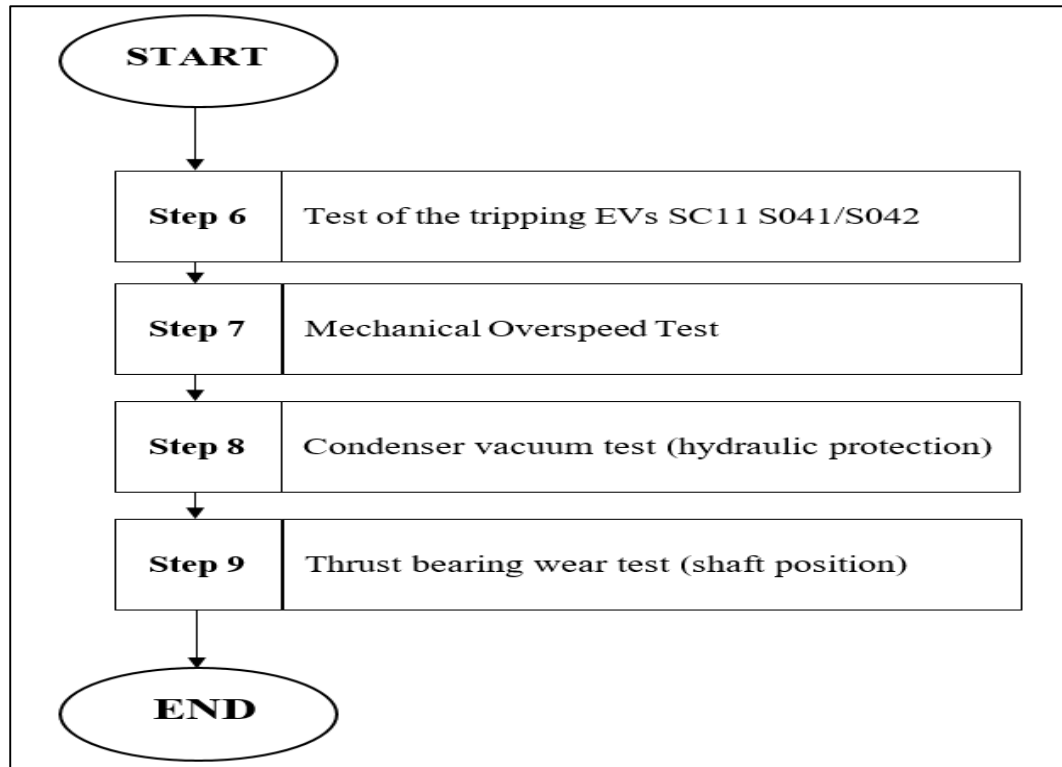 START
Step 6 Test of the tripping EVs SC11 S041/S042
Step 7 Mechanical Overspeed Test
Step 8 Condenser vacuum test (hydraulic protection)
Step 9 Thrust bearing wear test (shaft position)
END